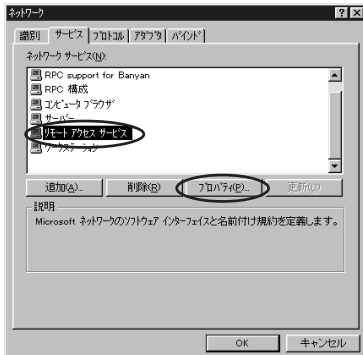 ネットワーク
識別 サービス プロトコル アダプタ バインド
ネットワーク サービス(N):
RPC support for Banyan
RPC 構成
コンピュータ ブラウザ
サーバー
リモート アクセス サービス
ワークステーション
追加(A)... 削除(R) プロパティ(P)... 更新(U)
説明
Microsoft ネットワークのソフトウェア インターフェイスと名前付け規約を定義します。
OK キャンセル